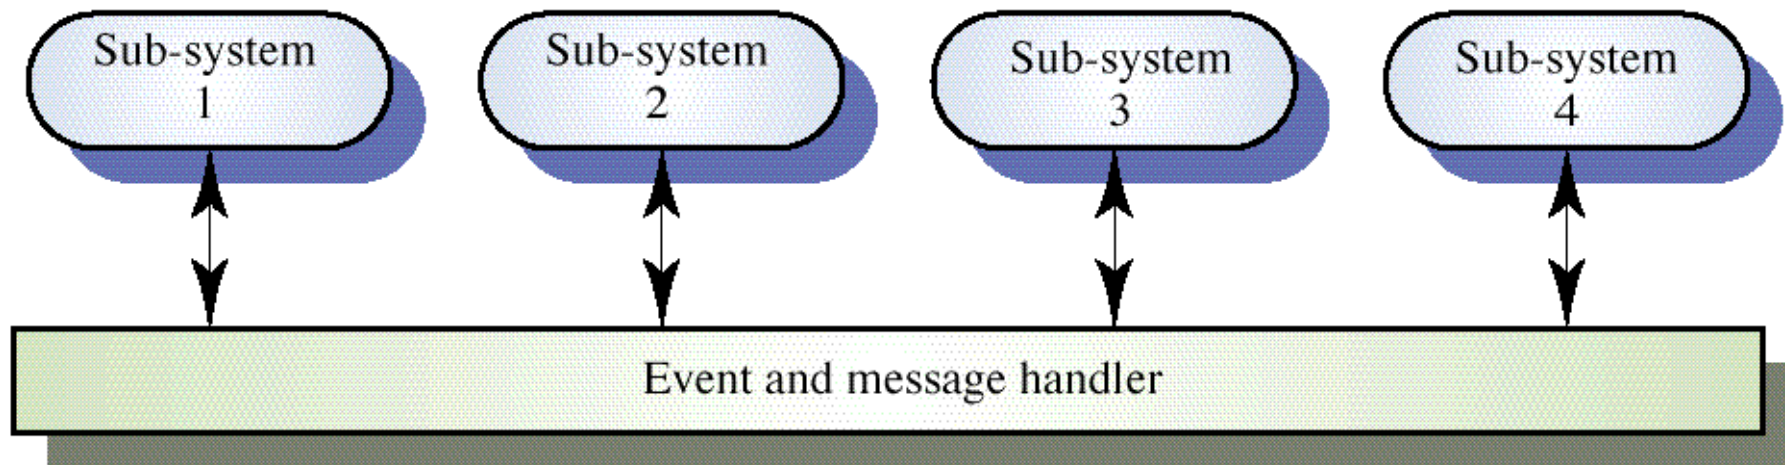 Sub-system
1
Sub-system
2
Sub-system
3
Sub-system
4
Event and message handler